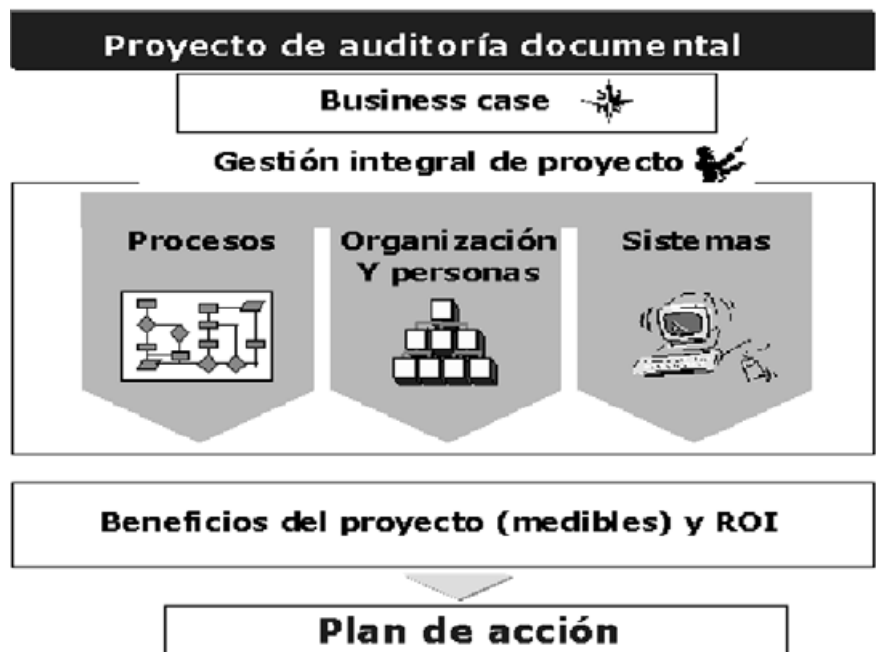 Proyecto de auditoría documental
Business case
Gestión integral de proyecto
Procesos
Organización
Y personas
Sistemas
Beneficios del proyecto (medibles) y ROI
Plan de acción